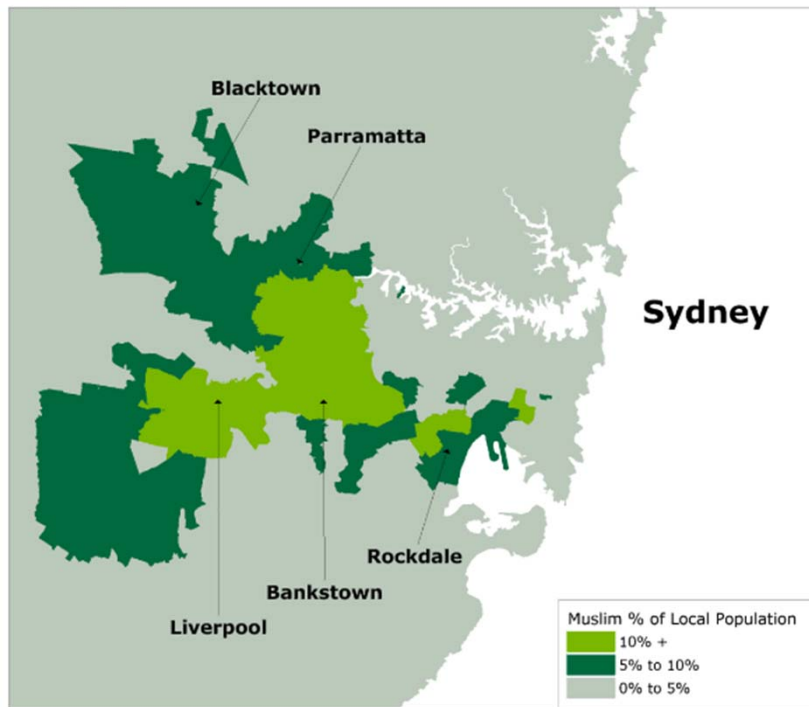 Blacktown
Parramatta
Sydney
Rockdale
Bankstown
Liverpool
Muslim % of Local Population
10% +
5% to 10%
0% to 5%